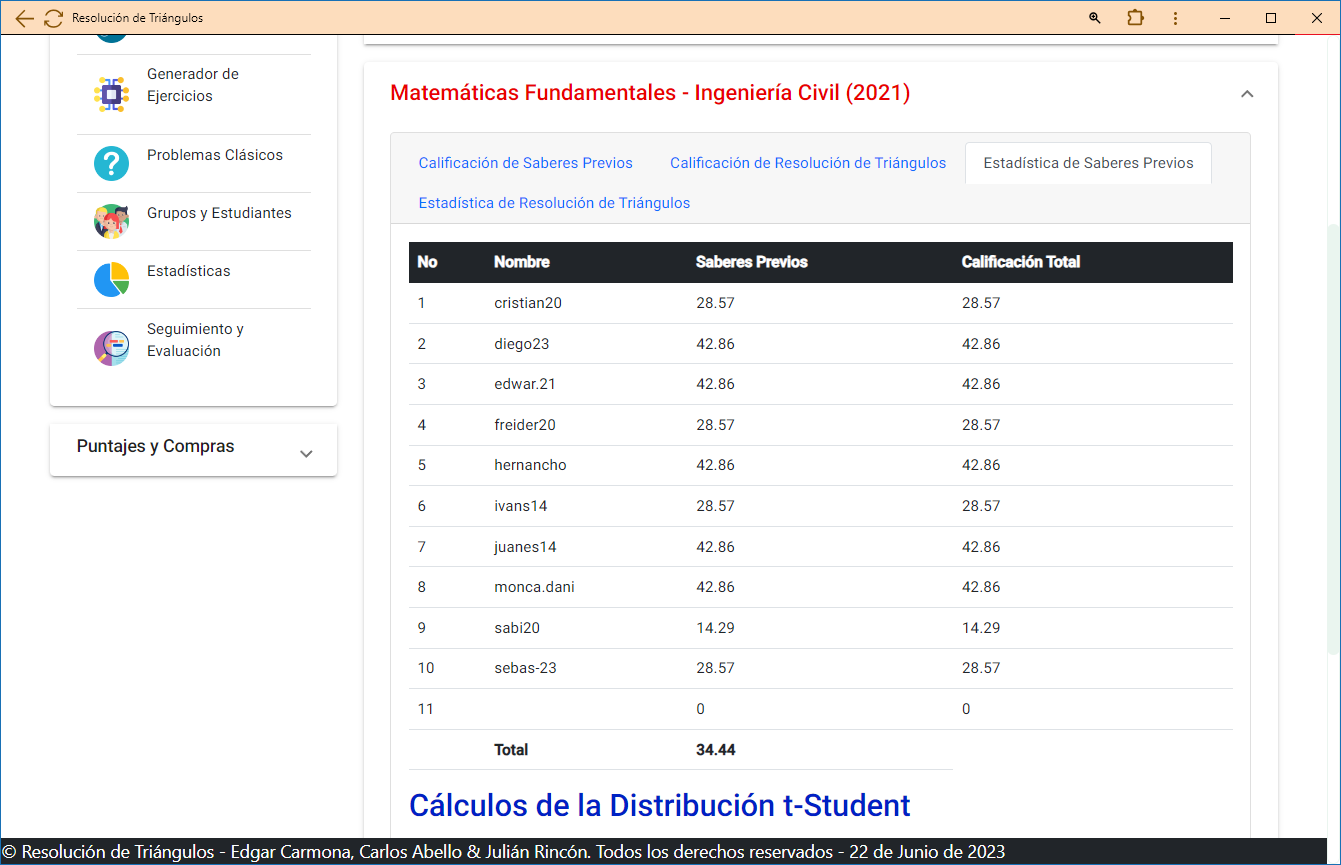 Resolución de Triángulos
Generador de
Ejercicios
Problemas Clásicos
Grupos y Estudiantes
Estadísticas
Seguimiento y
Evaluación
Puntajes y Compras
Matemáticas Fundamentales - Ingeniería Civil (2021)
Calificación de Saberes Previos Calificación de Resolución de Triángulos Estadística de Saberes Previos
Estadística de Resolución de Triángulos
No Nombre Saberes Previos Calificación Total
1 cristian20 28.57 28.57
2 diego23 42.86 42.86
3 edwar.21 42.86 42.86
4 freider20 28.57 28.57
5 hernancho 42.86 42.86
6 ivans14 28.57 28.57
7 juanes14 42.86 42.86
8 monca.dani 42.86 42.86
9 sabi20 14.29 14.29
10 sebas-23 28.57 28.57
11 0 0
Total 34.44
Cálculos de la Distribución t-Student
© Resolución de Triángulos - Edgar Carmona, Carlos Abello & Julián Rincón. Todos los derechos reservados - 22 de Junio de 2023